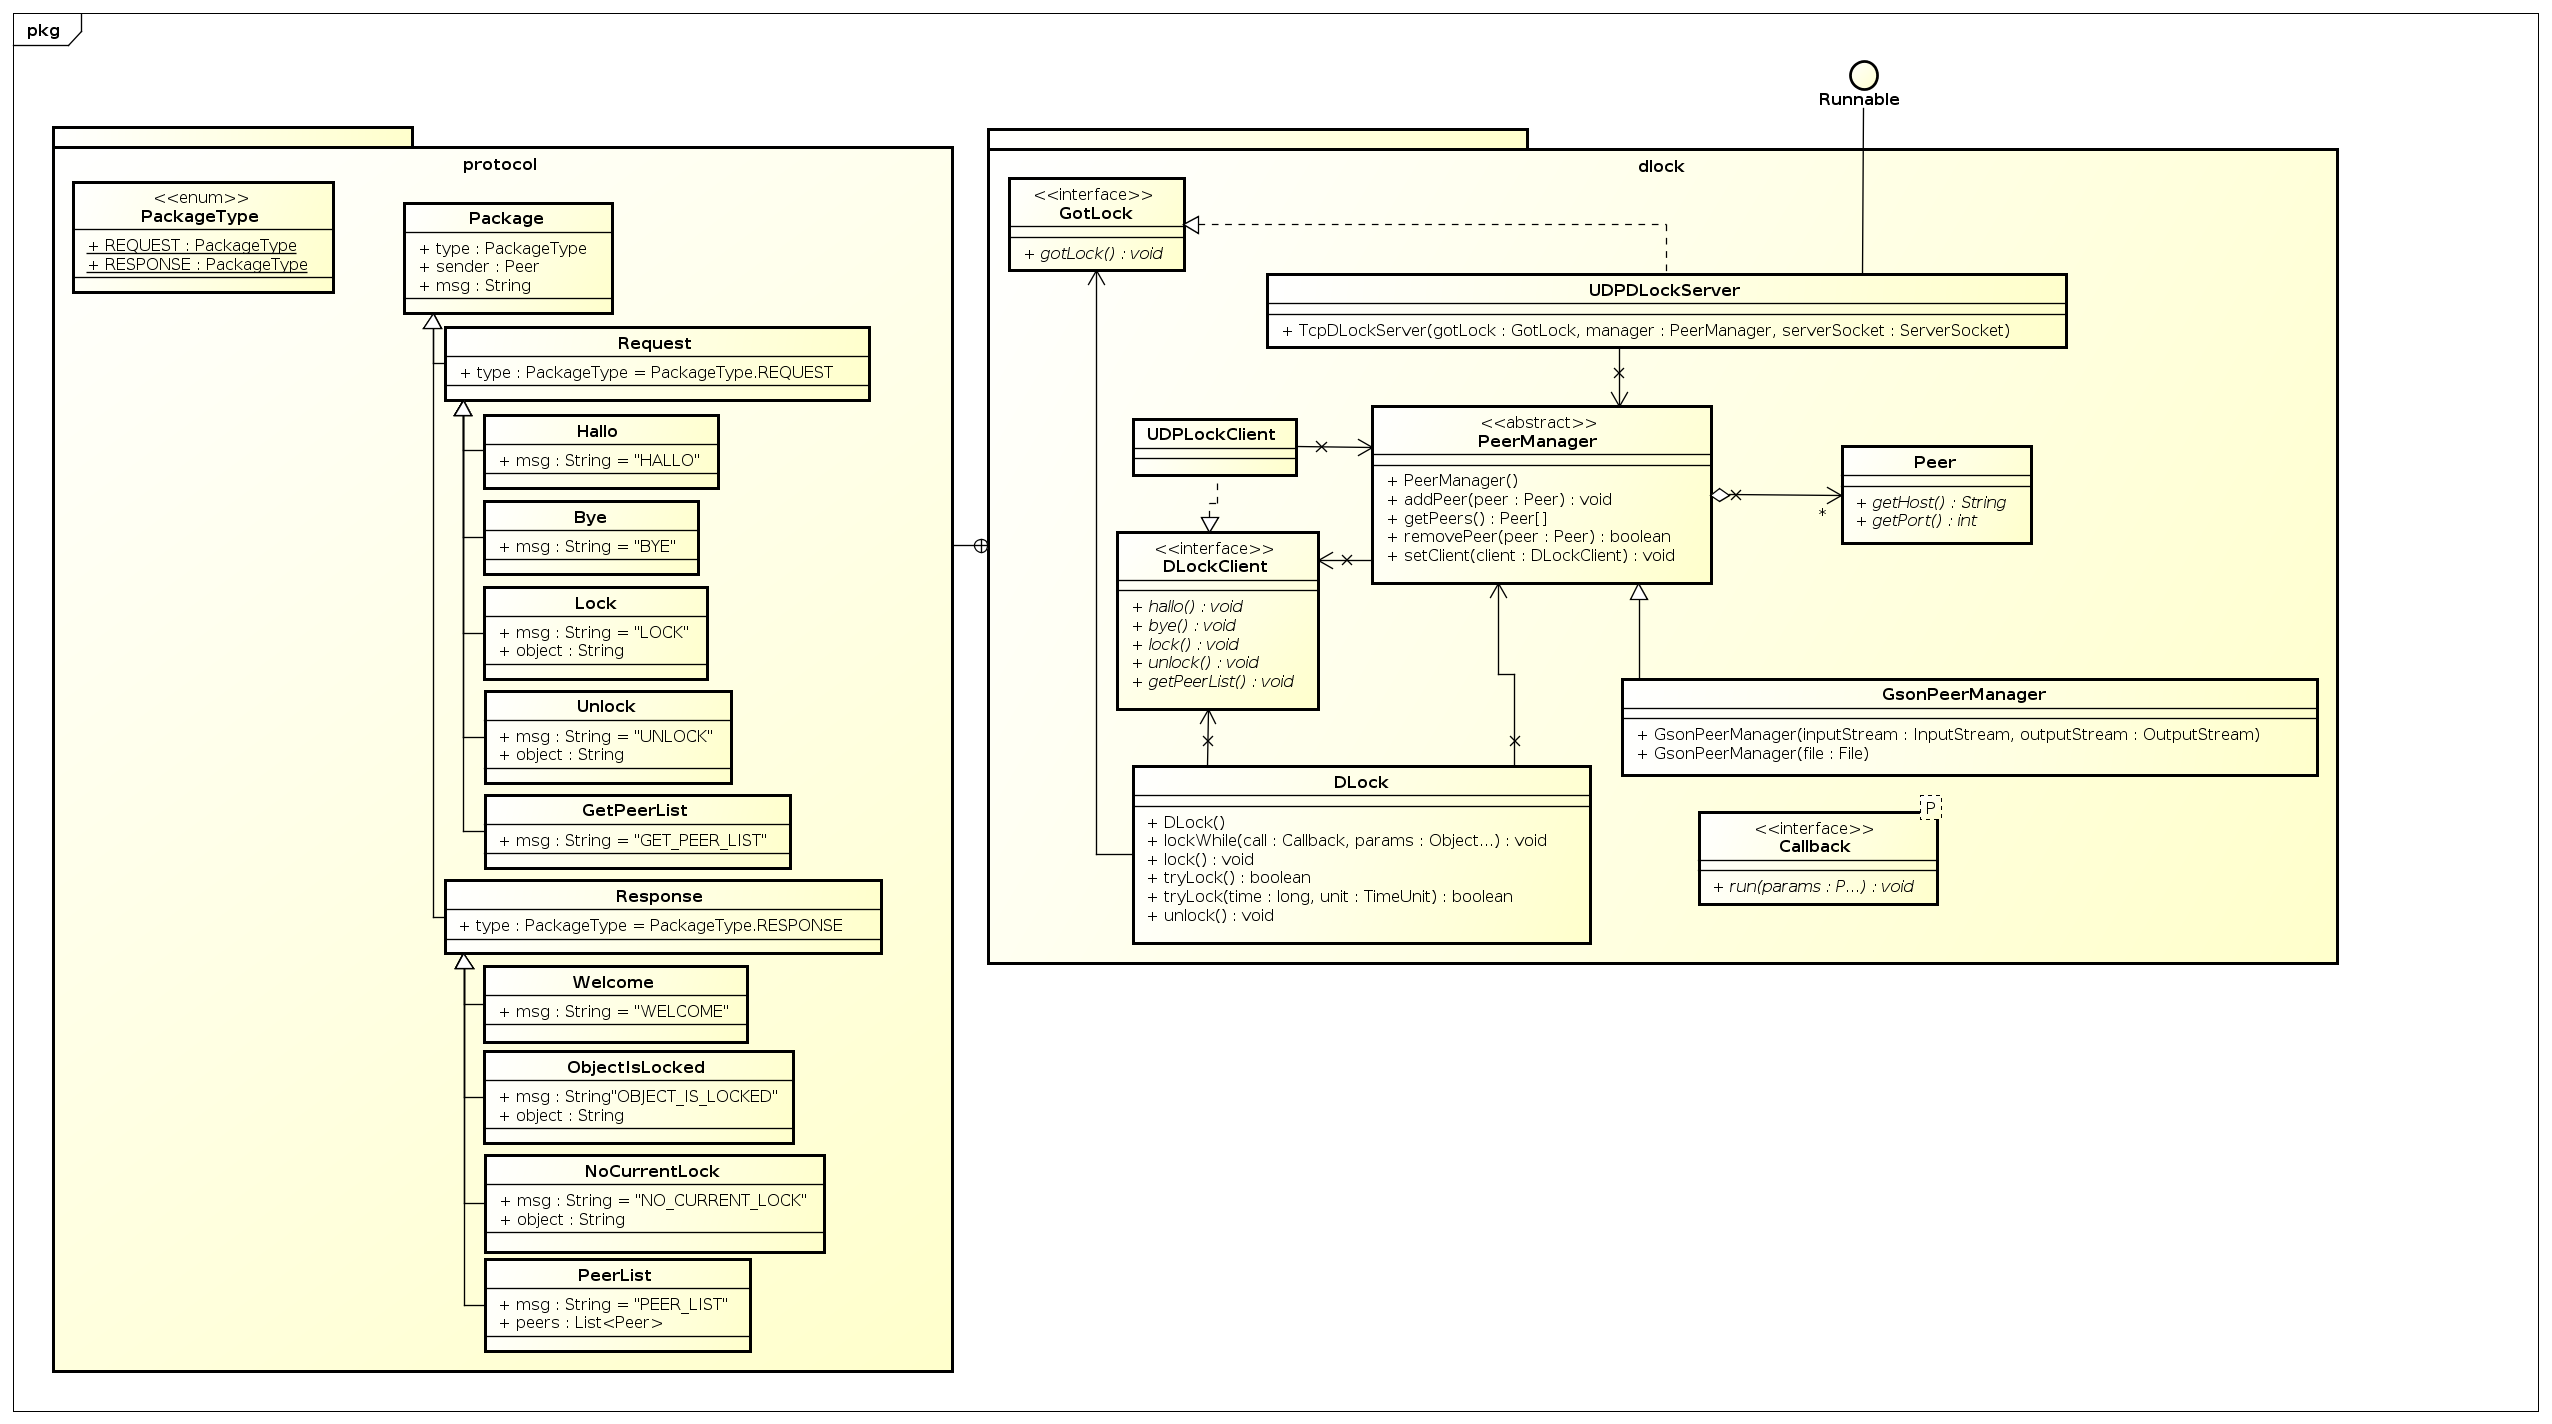 pkg
Runnable
protocol
<<enum>>
PackageType
+ REQUEST : PackageType
+ RESPONSE : PackageType
Package
+ type : PackageType
+ sender : Peer
+ msg : String
Request
+ type : PackageType = PackageType.REQUEST
Hallo
+ msg : String = "HALLO"
Bye
+ msg : String = "BYE"
Lock
+ msg : String = "LOCK"
+ object : String
Unlock
+ msg : String = "UNLOCK"
+ object : String
GetPeerList
+ msg : String = "GET_PEER_LIST"
Response
+ type : PackageType = PackageType.RESPONSE
Welcome
+ msg : String = "WELCOME"
ObjectIsLocked
+ msg : String"OBJECT_IS_LOCKED"
+ object : String
NoCurrentLock
+ msg : String = "NO_CURRENT_LOCK"
+ object : String
PeerList
+ msg : String = "PEER_LIST"
+ peers : List<Peer>
dlock
<<interface>>
GotLock
+ gotLock() : void
UDPDLockServer
+ TcpDLockServer(gotLock : GotLock, manager : PeerManager, serverSocket : ServerSocket)
UDPLockClient
<<abstract>>
PeerManager
+ PeerManager()
+ addPeer(peer : Peer) : void
+ getPeers() : Peer[]
+ removePeer(peer : Peer) : boolean
+ setClient(client : DLockClient) : void
Peer
+ getHost() : String
+ getPort() : int
*
<<interface>>
DLockClient
+ hallo() : void
+ bye() : void
+ lock() : void
+ unlock() : void
+ getPeerList() : void
GsonPeerManager
+ GsonPeerManager(inputStream : InputStream, outputStream : OutputStream)
+ GsonPeerManager(file : File)
DLock
+ DLock()
+ lockWhile(call : Callback, params : Object...) : void
+ lock() : void
+ tryLock() : boolean
+ tryLock(time : long, unit : TimeUnit) : boolean
+ unlock() : void
P
<<interface>>
Callback
+ run(params : P...) : void